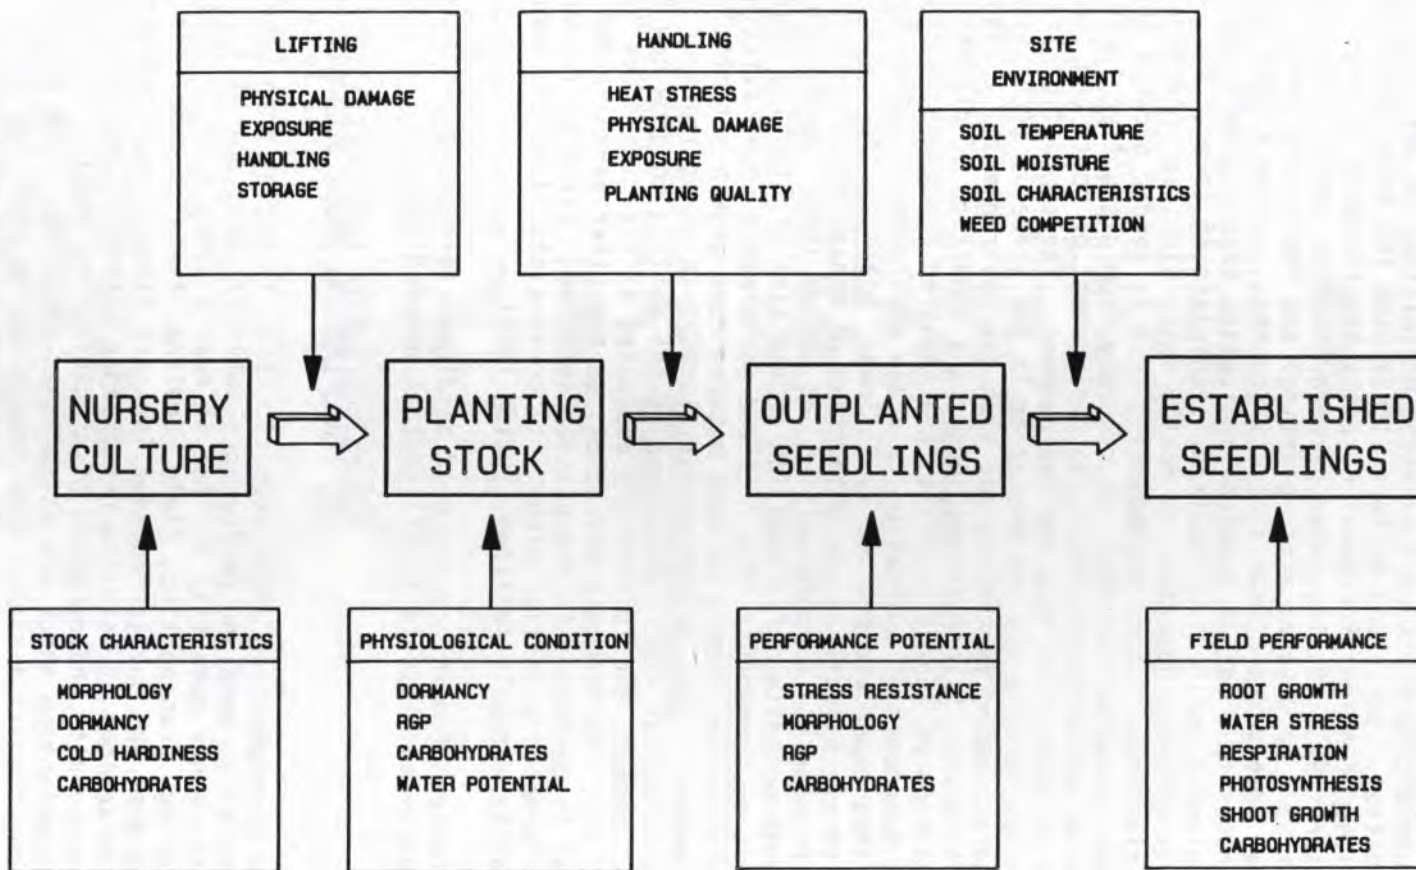 LIFTING
PHYSICAL DAMAGE
EXPOSURE
HANDLING
STORAGE
HANDLING
HEAT STRESS
PHYSICAL DAMAGE
EXPOSURE
PLANTING QUALITY
SITE
ENVIRONMENT
SOIL TEMPERATURE
SOIL MOISTURE
SOIL CHARACTERISTICS
WEED COMPETITION
NURSERY
CULTURE
PLANTING
STOCK
OUTPLANTED
SEEDLINGS
ESTABLISHED
SEEDLINGS
STOCK CHARACTERISTICS
MORPHOLOGY
DORMANCY
COLD HARDINESS
CARBOHYDRATES
PHYSIOLOGICAL CONDITION
DORMANCY
RGP
CARBOHYDRATES
WATER POTENTIAL
PERFORMANCE POTENTIAL
STRESS RESISTANCE
MORPHOLOGY
RGP
CARBOHYDRATES
FIELD PERFORMANCE
ROOT GROWTH
WATER STRESS
RESPIRATION
PHOTOSYNTHESIS
SHOOT GROWTH
CARBOHYDRATES